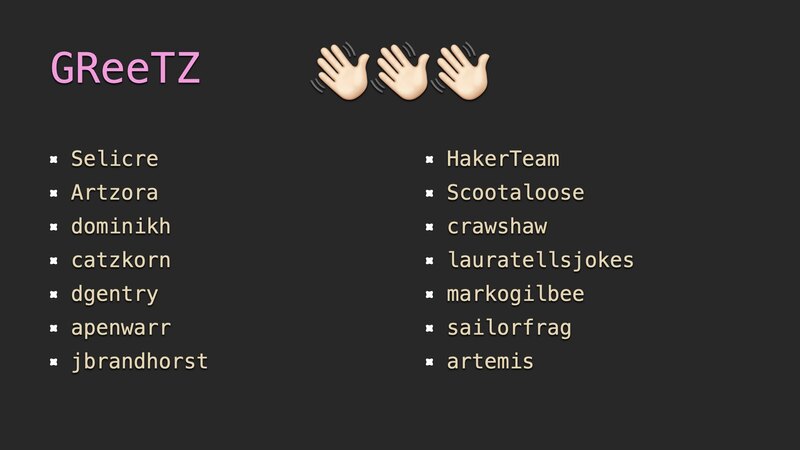 GReeTZ 👋🏻👋🏻👋🏻
Selicre
Artzora
dominikh
catzkorn
dgentry
apenwarr
jbrandhorst
HakerTeam
Scootaloose
crawshaw
lauratellsjokes
markogilbee
sailorfrag
artemis